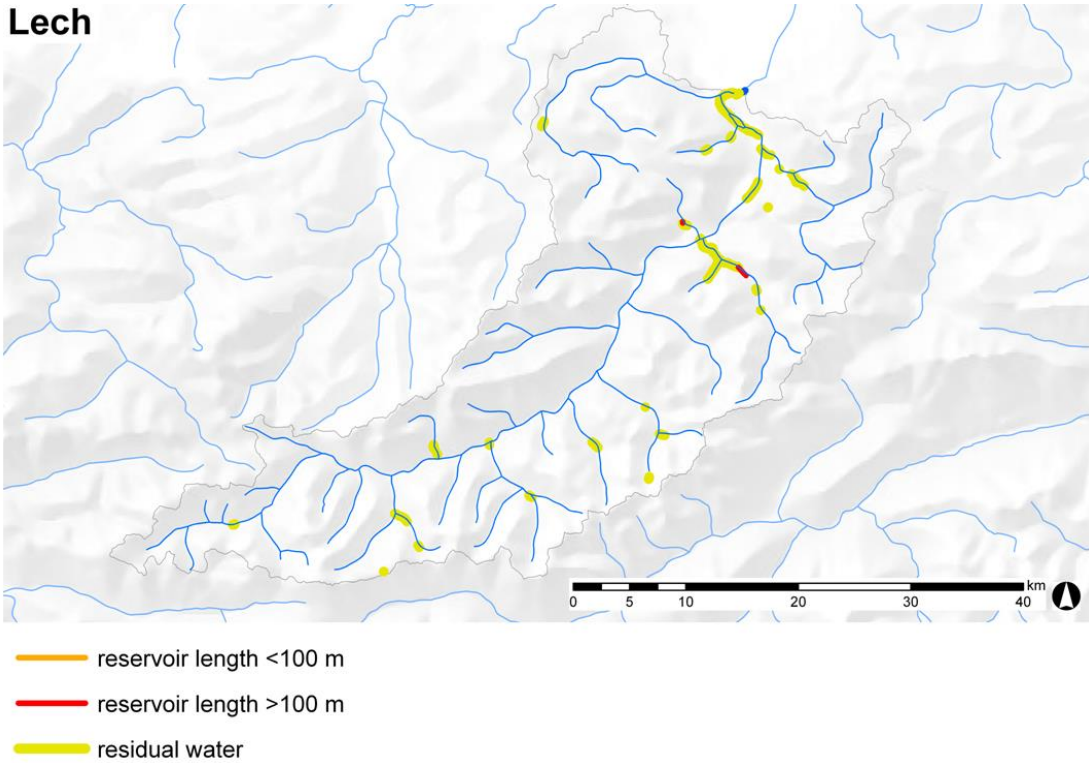 Lech
km
0 5 10 20 30 40
reservoir length <100 m
reservoir length >100 m
residual water